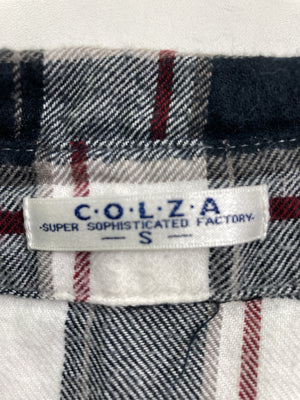 C·O·L·Z·A
·SUPER SOPHISTICATED FACTORY·
— S —